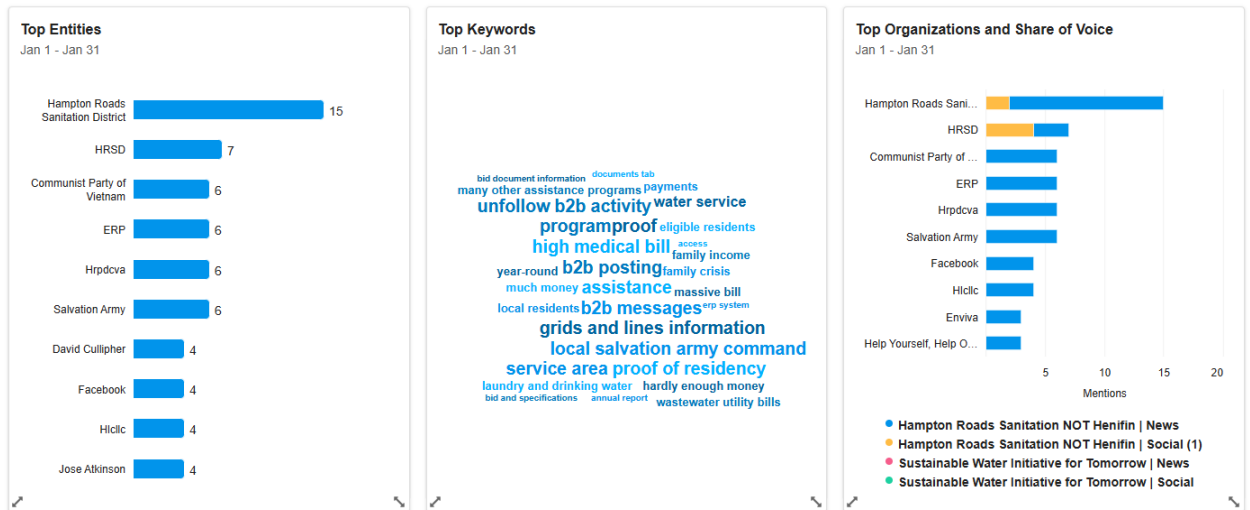 Top Entities
Jan 1 - Jan 31
Hampton Roads
Sanitation District
15
HRSD
7
Communist Party of
Vietnam
6
ERP
6
Hrpdcva
6
Salvation Army
6
David Cullipher
4
Facebook
4
Hlcllc
4
Jose Atkinson
4
Top Keywords
Jan 1 - Jan 31
bid document information documents tab
many other assistance programs payments
unfollow b2b activity water service
programproof eligible residents
high medical bill access
family income
year-round b2b posting family crisis
much money assistance massive bill
local residents b2b messages erp system
grids and lines information
local salvation army command
service area proof of residency
laundry and drinking water hardly enough money
bid and specifications annual report wastewater utility bills
Top Organizations and Share of Voice
Jan 1 - Jan 31
Hampton Roads Sani...
HRSD
Communist Party of ...
ERP
Hrpdcva
Salvation Army
Facebook
Hlcllc
Enviva
Help Yourself, Help O...
5 10 15 20
Mentions
Hampton Roads Sanitation NOT Henifin | News
Hampton Roads Sanitation NOT Henifin | Social (1)
Sustainable Water Initiative for Tomorrow | News
Sustainable Water Initiative for Tomorrow | Social